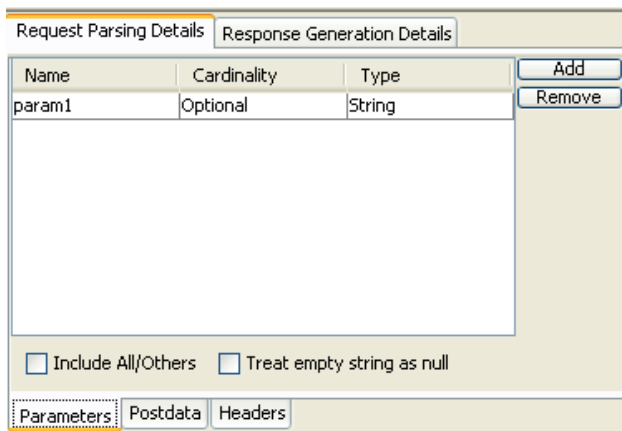 Request Parsing Details Response Generation Details
Name Cardinality Type Add
param1 Optional String Remove
Include All/Others Treat empty string as null
Parameters Postdata Headers